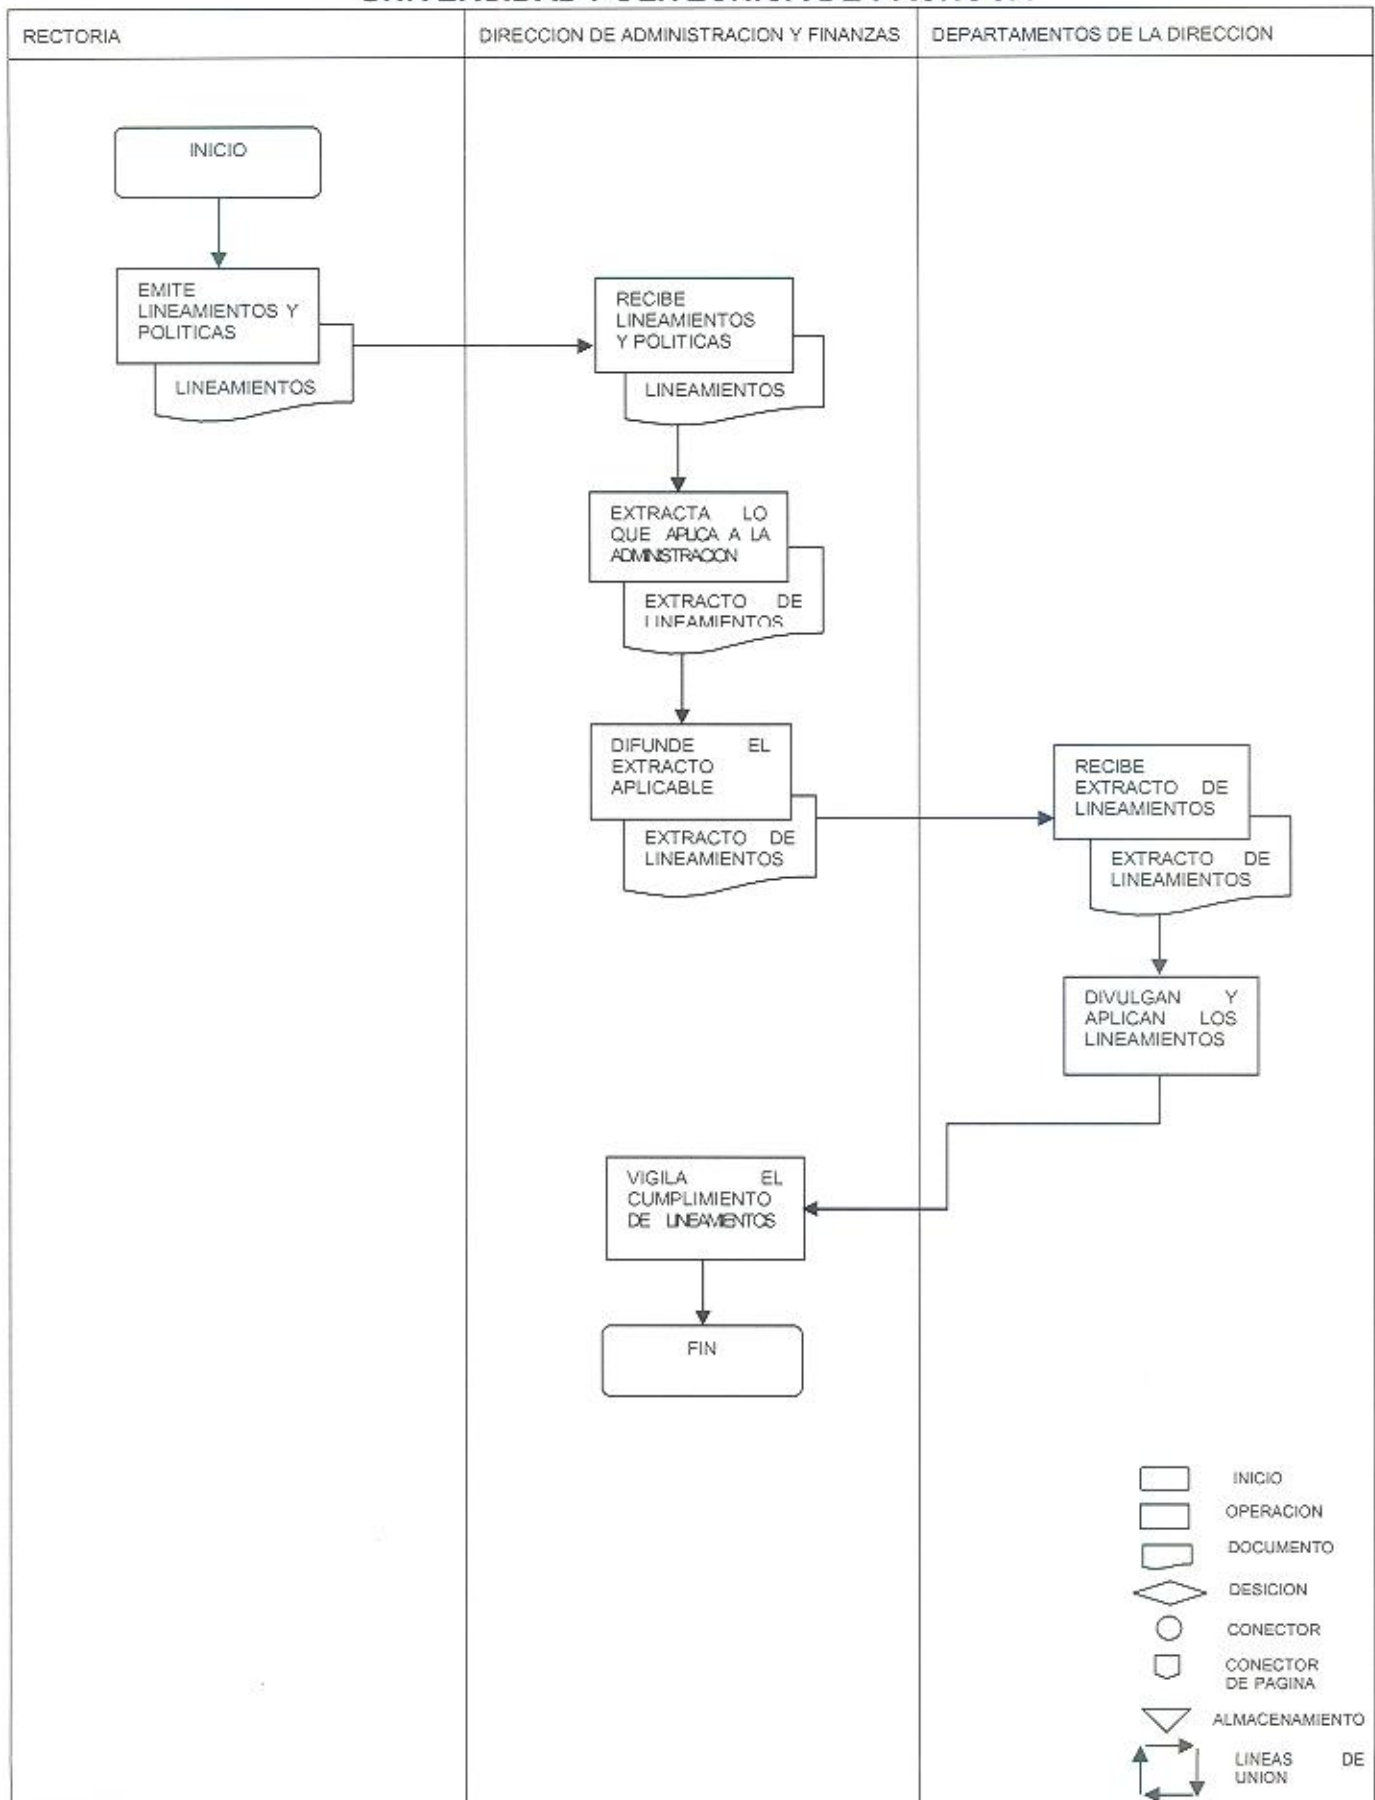 RECTORIA
DIRECCION DE ADMINISTRACION Y FINANZAS
DEPARTAMENTOS DE LA DIRECCION
INICIO
EMITE
LINEAMIENTOS Y
POLITICAS
LINEAMIENTOS
RECIBE
LINEAMIENTOS
Y POLITICAS
LINEAMIENTOS
EXTRACTA LO
QUE APLICA A LA
ADMINISTRACION
EXTRACTO DE
LINEAMIENTOS
DIFUNDE EL
EXTRACTO
APLICABLE
EXTRACTO DE
LINEAMIENTOS
RECIBE
EXTRACTO DE
LINEAMIENTOS
EXTRACTO DE
LINEAMIENTOS
DIVULGAN Y
APLICAN LOS
LINEAMIENTOS
VIGILA EL
CUMPLIMIENTO
DE LINEAMIENTOS
FIN
INICIO
OPERACION
DOCUMENTO
DESICION
CONECTOR
CONECTOR
DE PAGINA
ALMACENAMIENTO
LINEAS DE
UNION